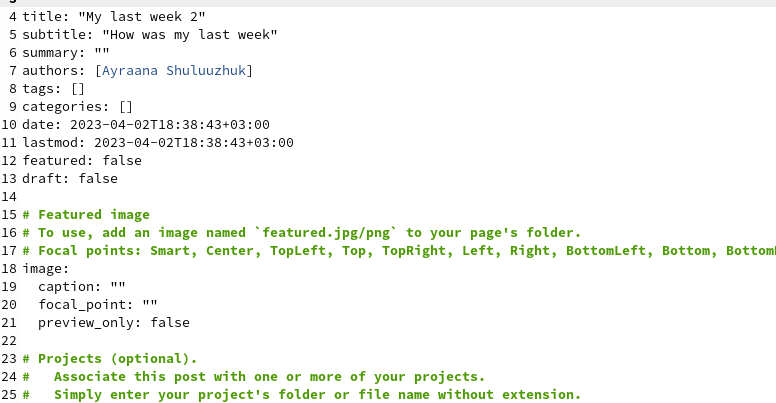 4 title: "My last week 2"
5 subtitle: "How was my last week"
6 summary: ""
7 authors: [Ayraana Shuluuzhuk]
8 tags: []
9 categories: []
10 date: 2023-04-02T18:38:43+03:00
11 lastmod: 2023-04-02T18:38:43+03:00
12 featured: false
13 draft: false
14
15 # Featured image
16 # To use, add an image named `featured.jpg/png` to your page's folder.
17 # Focal points: Smart, Center, TopLeft, Top, TopRight, Left, Right, BottomLeft, Bottom, Bottom
18 image:
19   caption: ""
20   focal_point: ""
21   preview_only: false
22
23 # Projects (optional).
24 #   Associate this post with one or more of your projects.
25 #   Simply enter your project's folder or file name without extension.